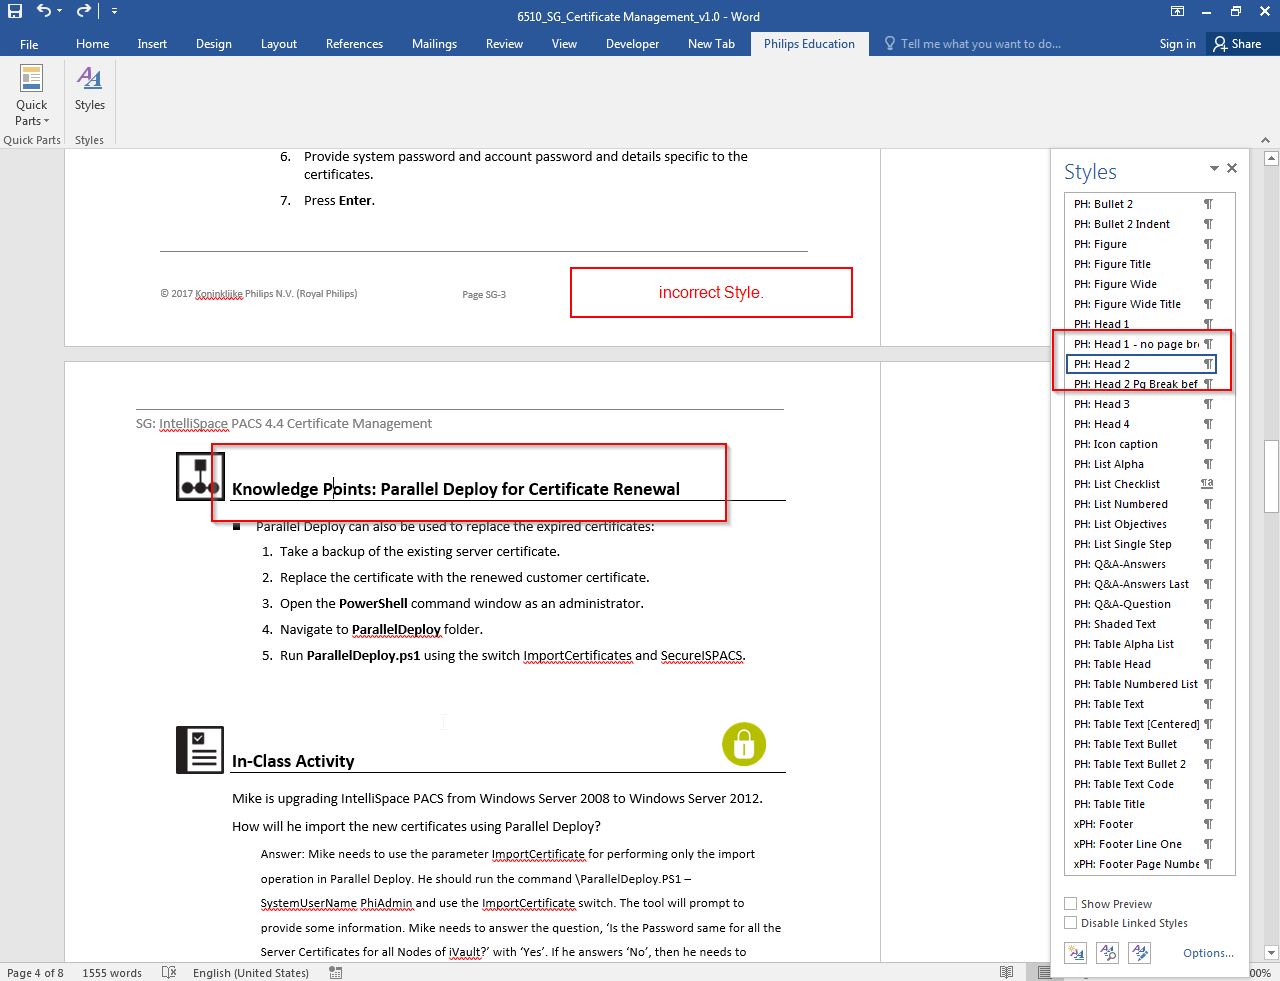 6510_SG_Certificate Management_v1.0 - Word
File Home Insert Design Layout References Mailings Review View Developer New Tab Philips Education Tell me what you want to do... Sign in Share
Quick Parts
Styles
Quick Parts
Styles
6. Provide system password and account password and details specific to the
certificates.
7. Press Enter.
© 2017 Koninklijke Philips N.V. (Royal Philips) Page SG-3
incorrect Style.
SG: IntelliSpace PACS 4.4 Certificate Management
Knowledge Points: Parallel Deploy for Certificate Renewal
■ Parallel Deploy can also be used to replace the expired certificates:
1. Take a backup of the existing server certificate.
2. Replace the certificate with the renewed customer certificate.
3. Open the PowerShell command window as an administrator.
4. Navigate to ParallelDeploy folder.
5. Run ParallelDeploy.ps1 using the switch ImportCertificates and SecureISPACS.
In-Class Activity
Mike is upgrading IntelliSpace PACS from Windows Server 2008 to Windows Server 2012.
How will he import the new certificates using Parallel Deploy?
Answer: Mike needs to use the parameter ImportCertificate for performing only the import
operation in Parallel Deploy. He should run the command \ParallelDeploy.PS1 –
SystemUserName PhiAdmin and use the ImportCertificate switch. The tool will prompt to
provide some information. Mike needs to answer the question, ‘Is the Password same for all the
Server Certificates for all Nodes of iVault?’ with ‘Yes’. If he answers ‘No’, then he needs to
Styles
PH: Bullet 2
PH: Bullet 2 Indent
PH: Figure
PH: Figure Title
PH: Figure Wide
PH: Figure Wide Title
PH: Head 1
PH: Head 1 - no page bre
PH: Head 2
PH: Head 2 Pg Break bef
PH: Head 3
PH: Head 4
PH: Icon caption
PH: List Alpha
PH: List Checklist
PH: List Numbered
PH: List Objectives
PH: List Single Step
PH: Q&A-Answers
PH: Q&A-Answers Last
PH: Q&A-Question
PH: Shaded Text
PH: Table Alpha List
PH: Table Head
PH: Table Numbered List
PH: Table Text
PH: Table Text [Centered]
PH: Table Text Bullet
PH: Table Text Bullet 2
PH: Table Text Code
PH: Table Title
xPH: Footer
xPH: Footer Line One
xPH: Footer Page Numbe
Show Preview
Disable Linked Styles
Options...
Page 4 of 8 1555 words English (United States) 00%